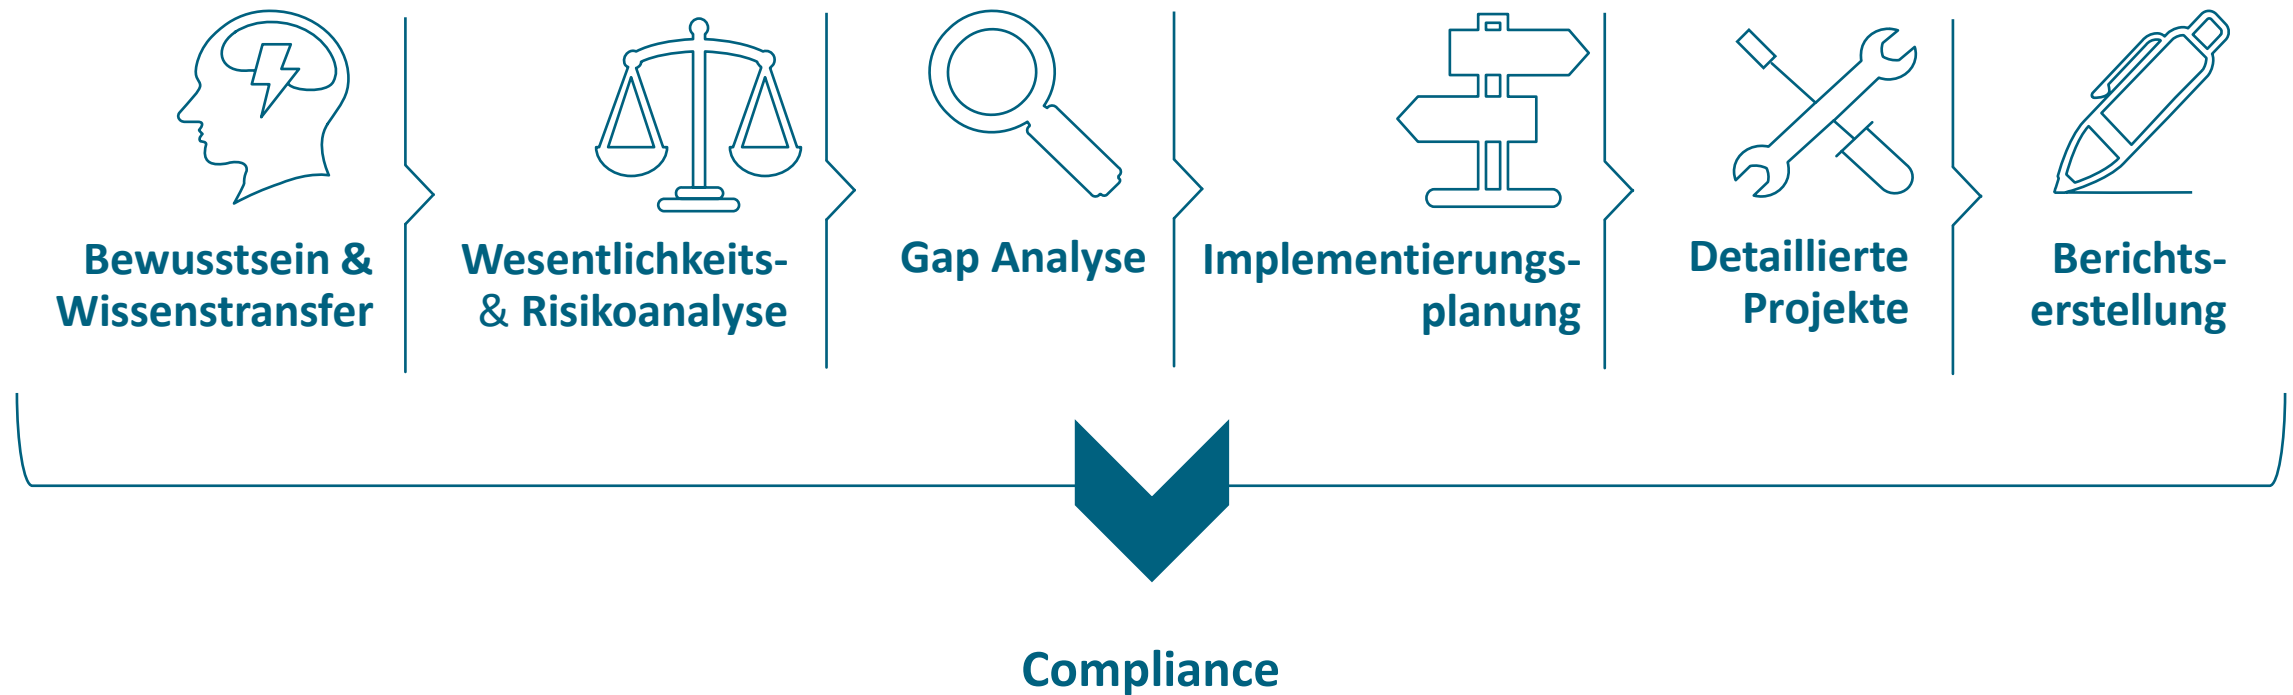 Bewusstsein &
Wissenstransfer
Wesentlichkeits-
& Risikoanalyse
Gap Analyse
Implementierungs-
planung
Detaillierte
Projekte
Berichts-
erstellung
Compliance